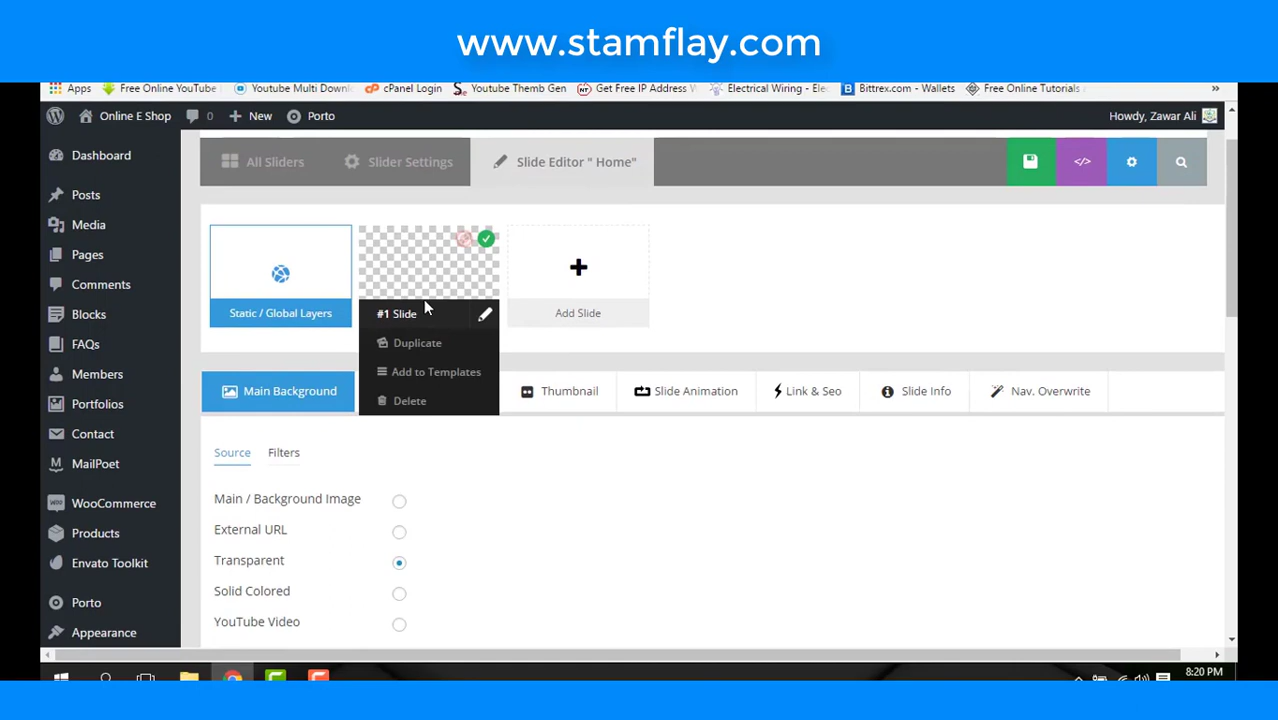 www.stamflay.com
Apps Free Online YouTube Youtube Multi Downl cPanel Login Youtube Themb Gen Get Free IP Address Electrical Wiring - Ele Bittrex.com - Wallets Free Online Tutorials »
Online E Shop 0 New Porto Howdy, Zawar Ali
All Sliders Slider Settings Slide Editor " Home" </>
Dashboard
Posts
Media
Pages
Comments
Blocks
FAQs
Members
Portfolios
Contact
MailPoet
WooCommerce
Products
Envato Toolkit
Porto
Appearance
Static / Global Layers #1 Slide Add Slide
Duplicate
Add to Templates
Delete
Main Background Thumbnail Slide Animation Link & Seo Slide Info Nav. Overwrite
Source Filters
Main / Background Image
External URL
Transparent
Solid Colored
YouTube Video
8:20 PM